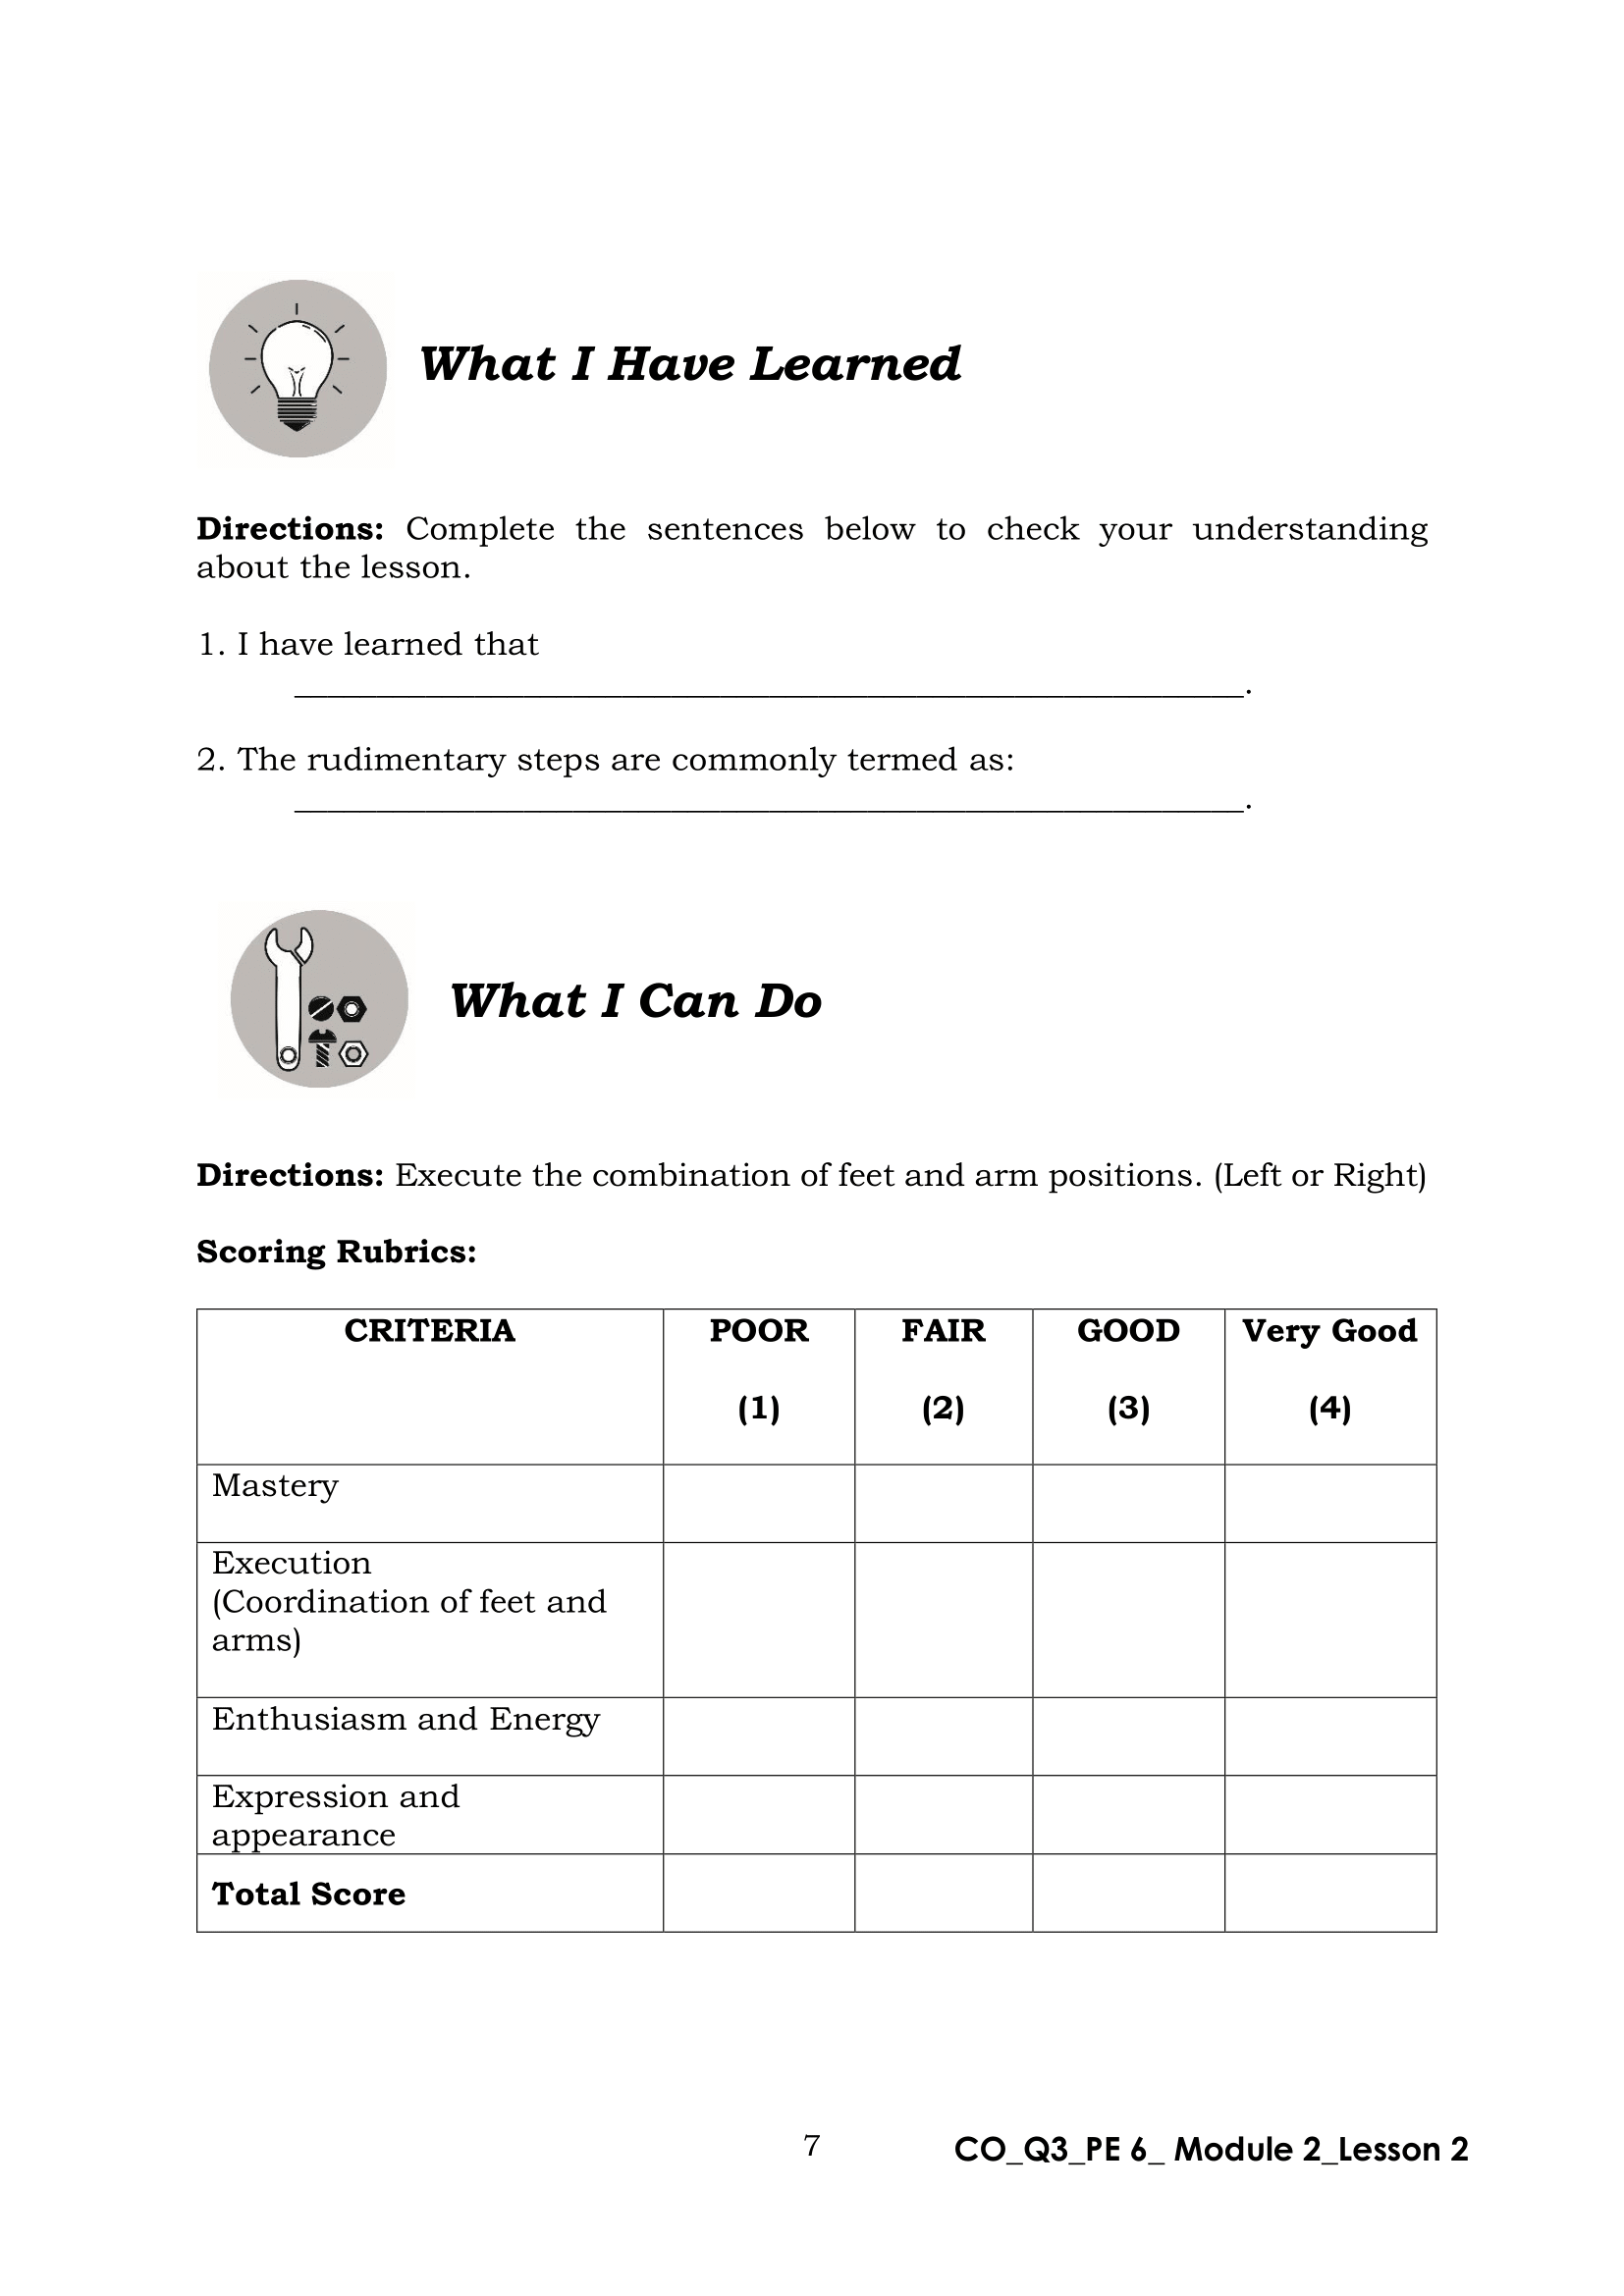 What I Have Learned
Directions: Complete the sentences below to check your understanding
about the lesson.
1. I have learned that
__________________________________________________________.
2. The rudimentary steps are commonly termed as:
__________________________________________________________.
What I Can Do
Directions: Execute the combination of feet and arm positions. (Left or Right)
Scoring Rubrics:
CRITERIA POOR FAIR GOOD Very Good
(1) (2) (3) (4)
Mastery
Execution
(Coordination of feet and
arms)
Enthusiasm and Energy
Expression and
appearance
Total Score
7 CO_Q3_PE 6_ Module 2_Lesson 2